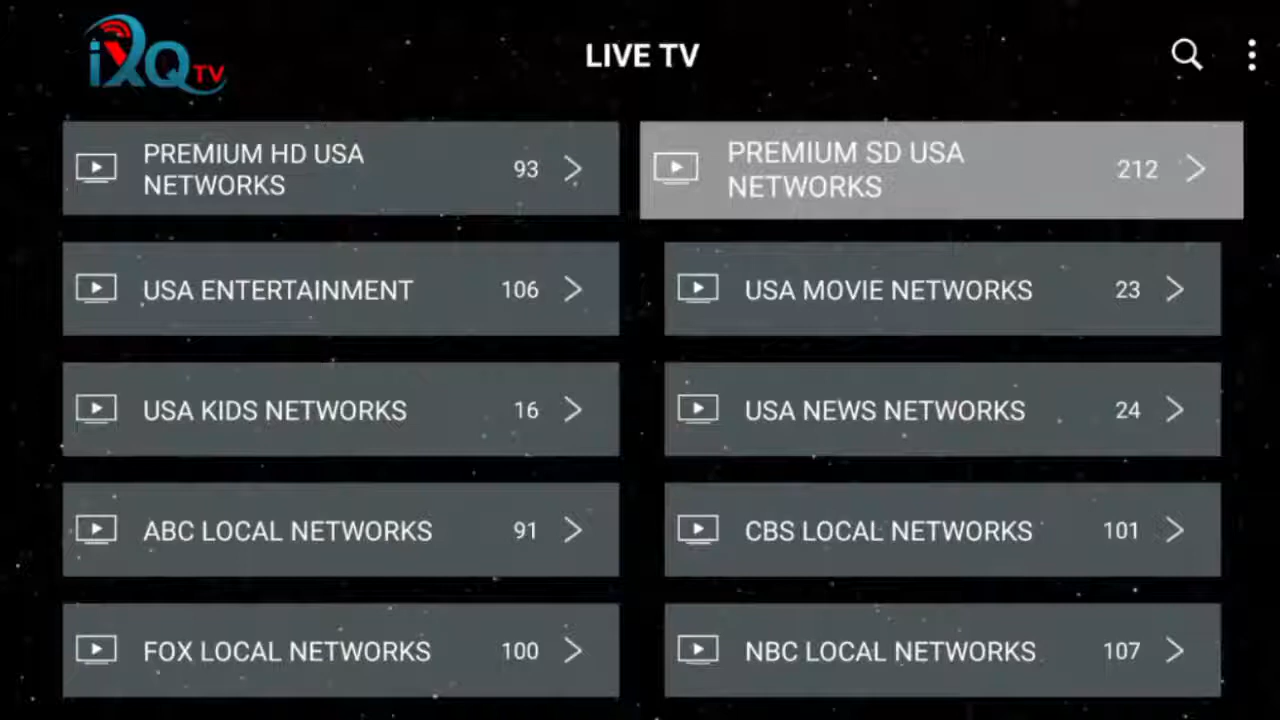 iXQ TV
LIVE TV
PREMIUM HD USA
NETWORKS
93
PREMIUM SD USA
NETWORKS
212
USA ENTERTAINMENT
106
USA MOVIE NETWORKS
23
USA KIDS NETWORKS
16
USA NEWS NETWORKS
24
ABC LOCAL NETWORKS
91
CBS LOCAL NETWORKS
101
FOX LOCAL NETWORKS
100
NBC LOCAL NETWORKS
107